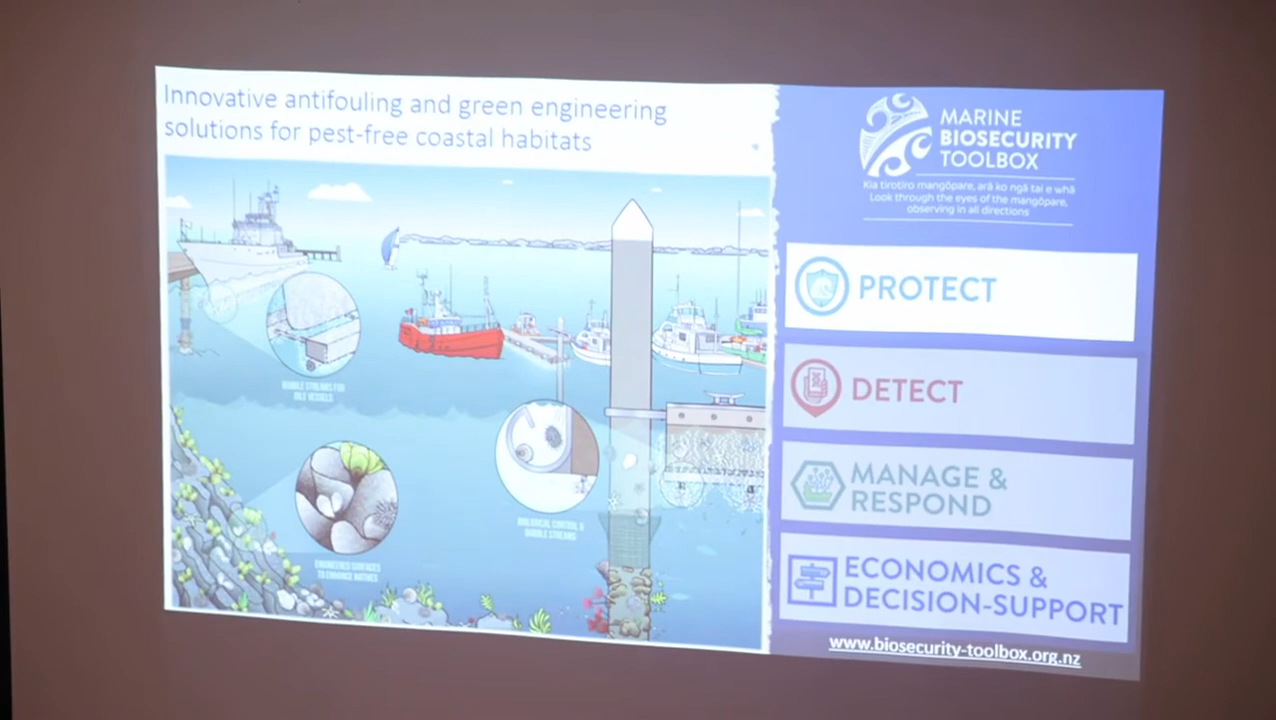 Innovative antifouling and green engineering
solutions for pest-free coastal habitats
BUBBLE STREAMS FOR
IDLE VESSELS
BIOLOGICAL CONTROL &
BUBBLE STREAMS
ENGINEERED SURFACES
TO ENHANCE NATIVES
MARINE
BIOSECURITY
TOOLBOX
Kia tirotiro mangōpare, arā ko ngā tai e whā
Look through the eyes of the mangōpare,
observing in all directions
PROTECT
DETECT
MANAGE &
RESPOND
ECONOMICS &
DECISION-SUPPORT
www.biosecurity-toolbox.org.nz